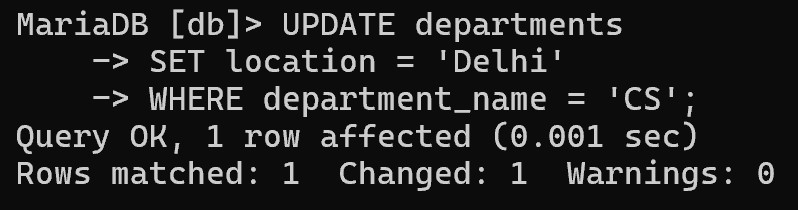 MariaDB [db]> UPDATE departments
    -> SET location = 'Delhi'
    -> WHERE department_name = 'CS';
Query OK, 1 row affected (0.001 sec)
Rows matched: 1  Changed: 1  Warnings: 0